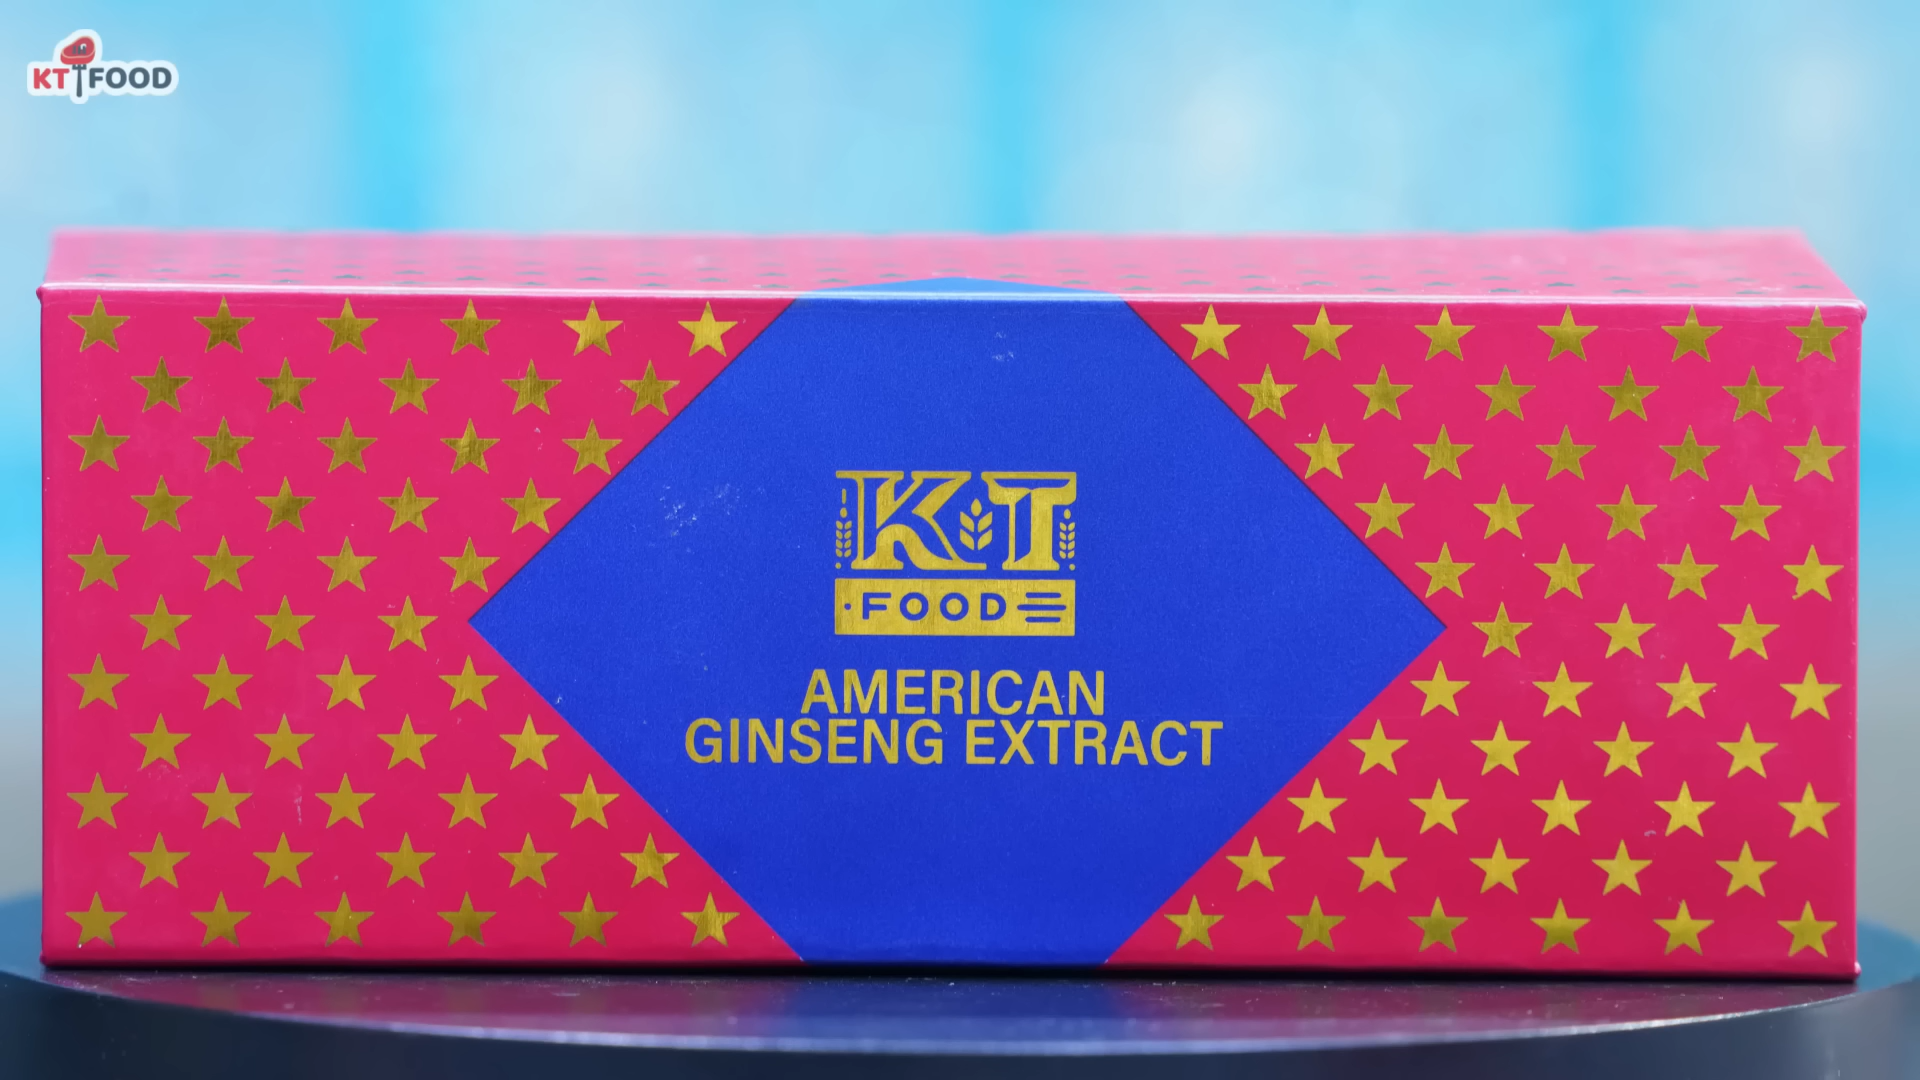 KT FOOD
KT
FOOD
AMERICAN
GINSENG EXTRACT